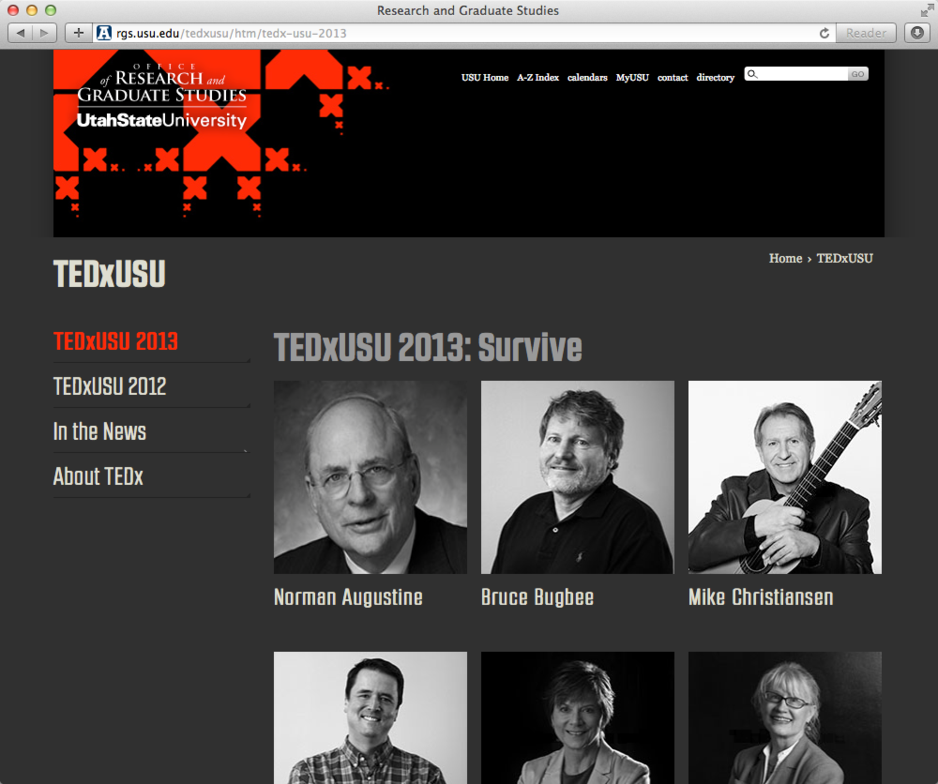 Research and Graduate Studies
rgs.usu.edu/tedxusu/htm/tedx-usu-2013
Reader
OFFICE
of RESEARCH and
GRADUATE STUDIES
UtahStateUniversity
USU Home A-Z Index calendars MyUSU contact directory
GO
Home › TEDxUSU
TEDxUSU
TEDxUSU 2013
TEDxUSU 2012
In the News
About TEDx
TEDxUSU 2013: Survive
Norman Augustine
Bruce Bugbee
Mike Christiansen